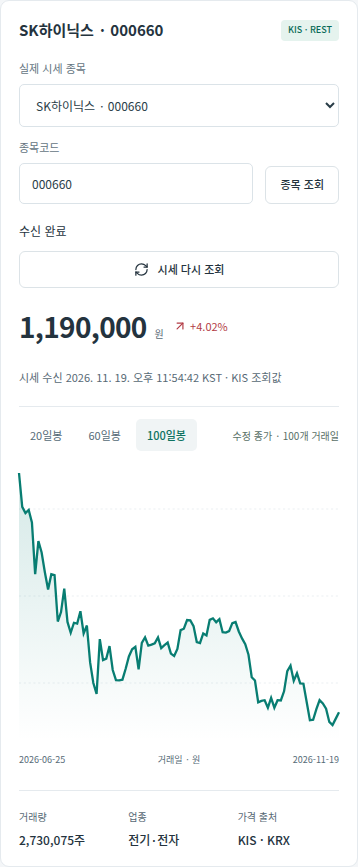 SK하이닉스 · 000660
KIS · REST
실제 시세 종목
SK하이닉스 · 000660
종목코드
000660
종목 조회
수신 완료
시세 다시 조회
1,190,000 원 +4.02%
시세 수신 2026. 11. 19. 오후 11:54:42 KST · KIS 조회값
20일봉 60일봉 100일봉 수정 종가 · 100개 거래일
2026-06-25 거래일 · 원 2026-11-19
거래량 업종 가격 출처
2,730,075주 전기·전자 KIS · KRX